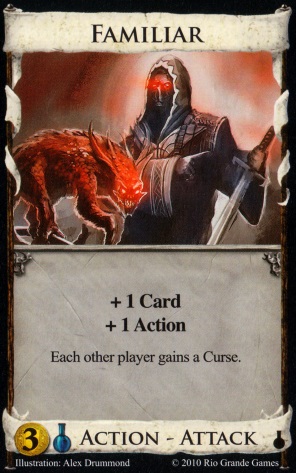 FAMILIAR
+ 1 Card
+ 1 Action
Each other player gains a Curse.
3 ACTION - ATTACK
Illustration: Alex Drummond © 2010 Rio Grande Games